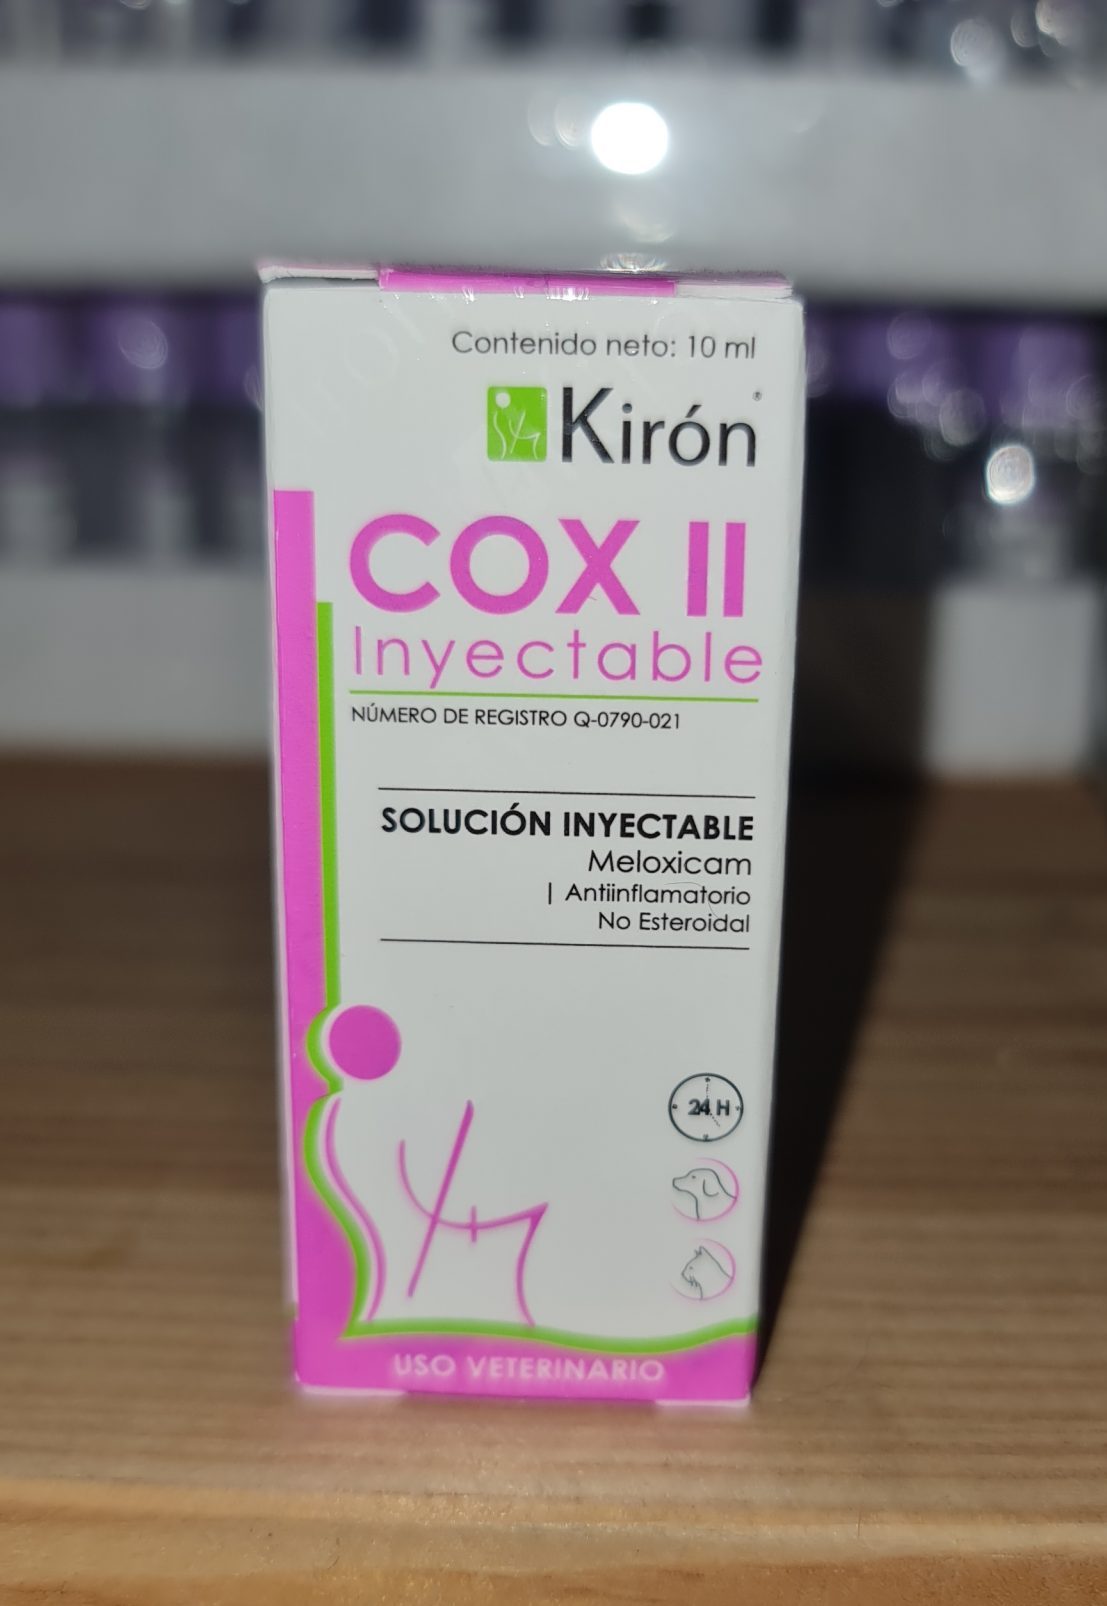 Contenido neto: 10 ml
Kirón®
COX II
Inyectable
NÚMERO DE REGISTRO Q-0790-021
SOLUCIÓN INYECTABLE
Meloxicam
| Antiinflamatorio
No Esteroidal
24 H
USO VETERINARIO